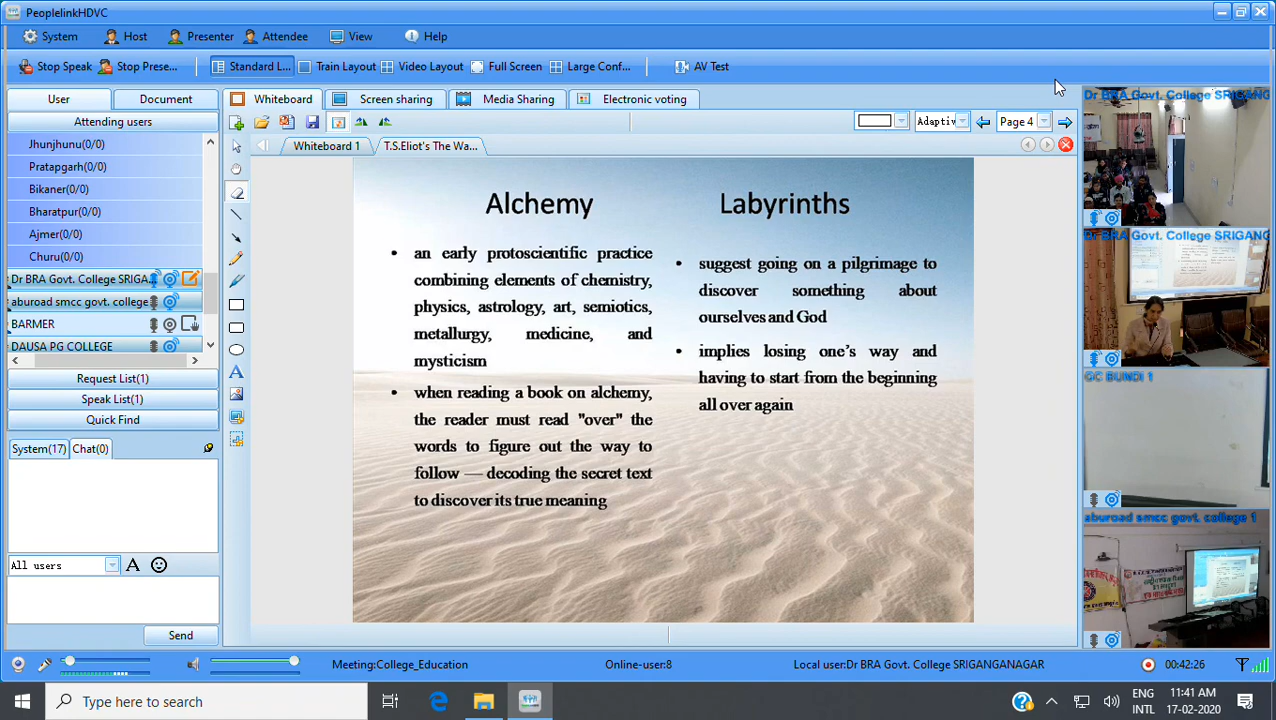 PeoplelinkHDVC
System Host Presenter Attendee View Help
Stop Speak Stop Prese... Standard L... Train Layout Video Layout Full Screen Large Conf... AV Test
User Document
Attending users
Jhunjhunu(0/0)
Pratapgarh(0/0)
Bikaner(0/0)
Bharatpur(0/0)
Ajmer(0/0)
Churu(0/0)
Dr BRA Govt. College SRIGA
aburoad smcc govt. college
BARMER
DAUSA PG COLLEGE
Request List(1)
Speak List(1)
Quick Find
System(17) Chat(0)
All users A
Send
Whiteboard Screen sharing Media Sharing Electronic voting
Adaptiv Page 4
Whiteboard 1 T.S.Eliot's The Wa...
A
Alchemy
• an early protoscientific practice
combining elements of chemistry,
physics, astrology, art, semiotics,
metallurgy, medicine, and
mysticism
• when reading a book on alchemy,
the reader must read "over" the
words to figure out the way to
follow — decoding the secret text
to discover its true meaning
Labyrinths
• suggest going on a pilgrimage to
discover something about
ourselves and God
• implies losing one's way and
having to start from the beginning
all over again
Dr BRA Govt. College SRIGANG
Dr BRA Govt. College SRIGANG
GC BUNDI 1
aburoad smcc govt. college 1
Meeting:College_Education Online-user:8 Local user:Dr BRA Govt. College SRIGANGANAGAR 00:42:26
Type here to search
ENG
INTL
11:41 AM
17-02-2020